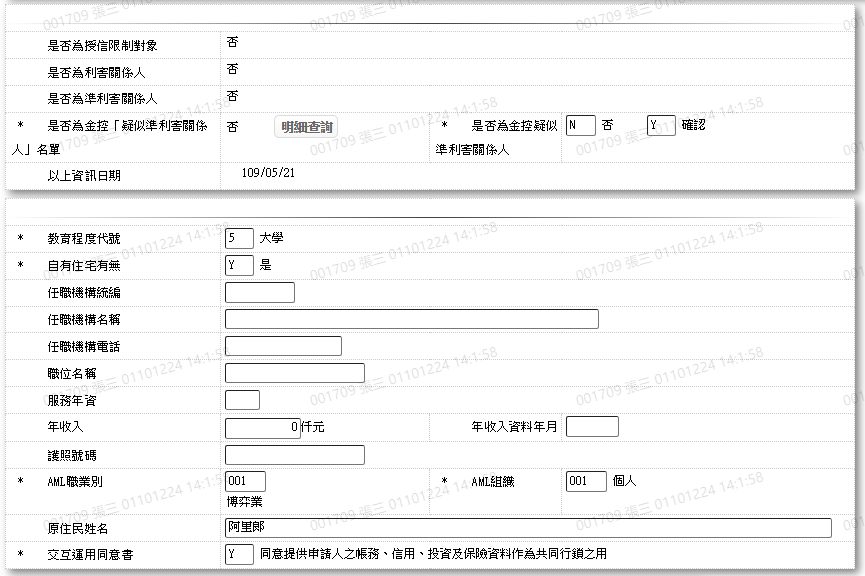 是否為授信限制對象 否
是否為利害關係人 否
是否為準利害關係人 否
* 是否為金控「疑似準利害關係人」名單 否 明細查詢 * 是否為金控疑似準利害關係人 N 否 Y 確認
以上資訊日期 109/05/21
* 教育程度代號 5 大學
* 自有住宅有無 Y 是
任職機構統編
任職機構名稱
任職機構電話
職位名稱
服務年資
年收入 0仟元 年收入資料年月
護照號碼
* AML職業別 001 博弈業 * AML組織 001 個人
原住民姓名 阿里郎
* 交互運用同意書 Y 同意提供申請人之帳務、信用、投資及保險資料作為共同行銷之用
001709 張三 01101224 14:1:58